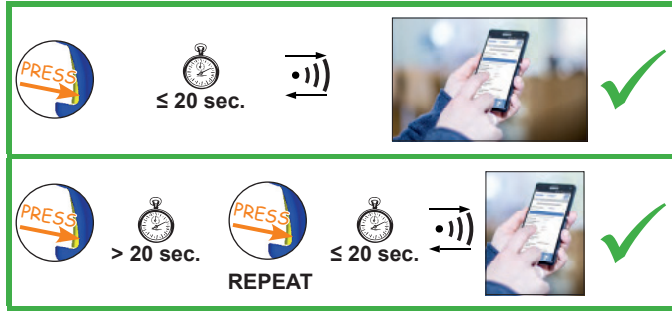 PRESS
≤ 20 sec.
PRESS
> 20 sec.
PRESS
REPEAT
≤ 20 sec.